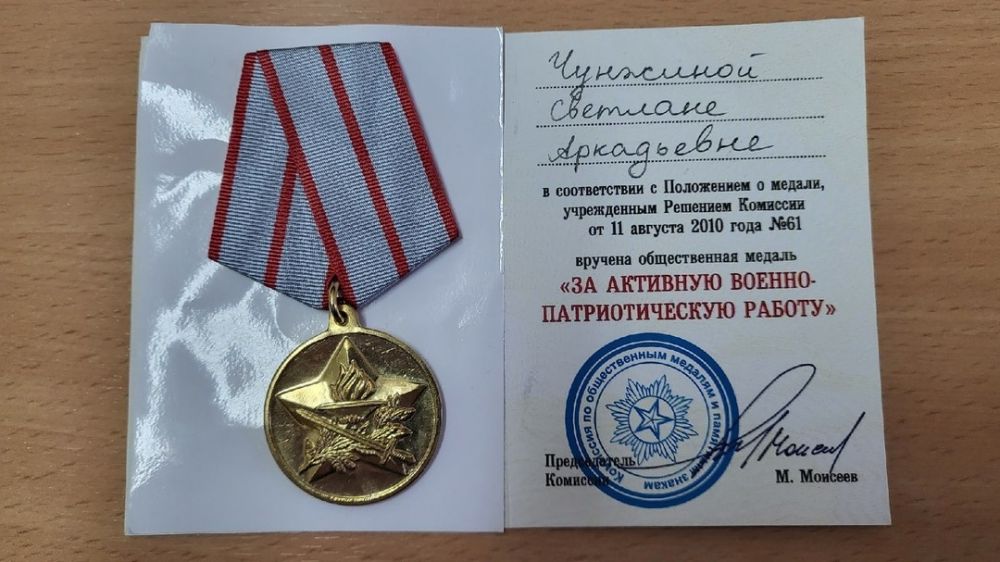 Чунжиной
Светлане
Аркадьевне
в соответствии с Положением о медали,
учрежденным Решением Комиссии
от 11 августа 2010 года №61
вручена общественная медаль
«ЗА АКТИВНУЮ ВОЕННО-
ПАТРИОТИЧЕСКУЮ РАБОТУ»
Комиссия по общественным медалям и памятным знакам
Председатель
Комиссии
М. Моисеев